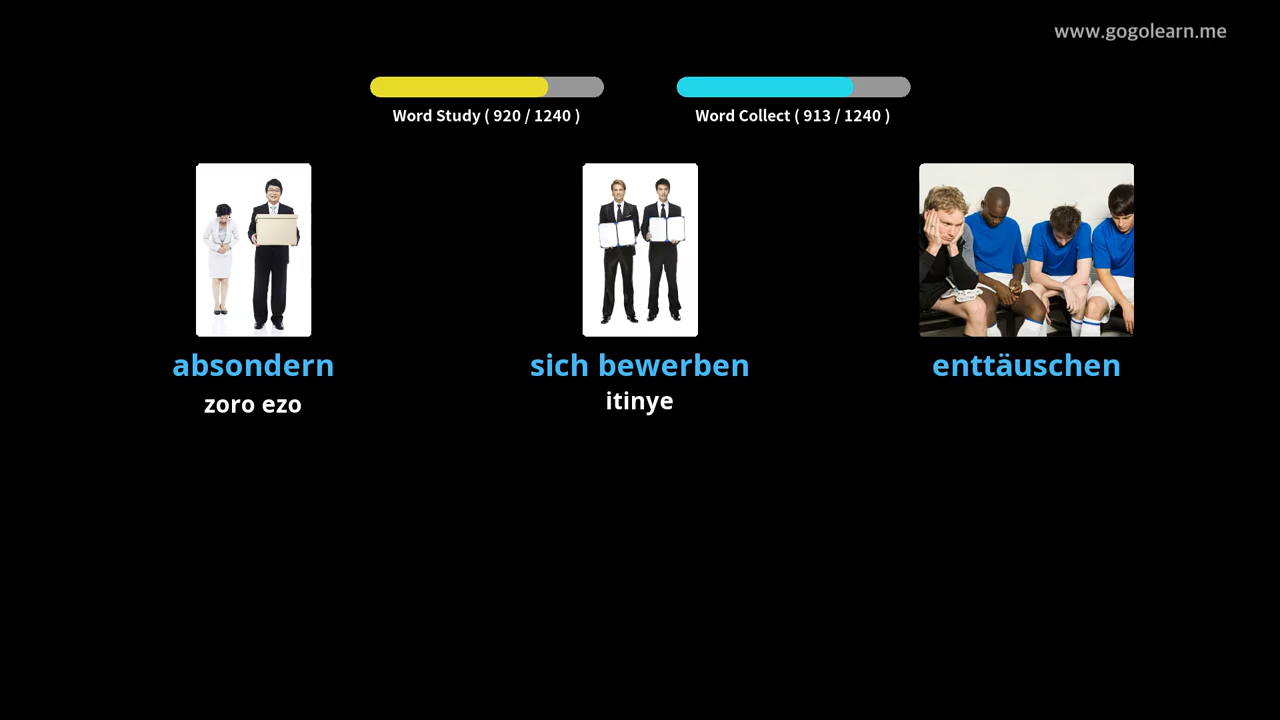 www.gogolearn.me
Word Study ( 920 / 1240 )
Word Collect ( 913 / 1240 )
absondern
zoro ezo
sich bewerben
itinye
enttäuschen